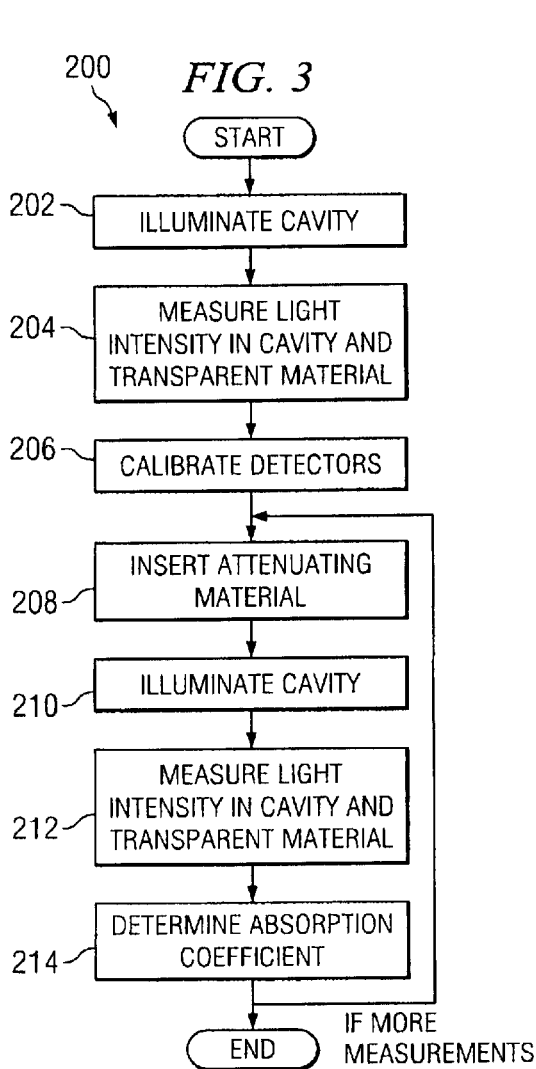 200
FIG. 3
START
202
ILLUMINATE CAVITY
204
MEASURE LIGHT
INTENSITY IN CAVITY AND
TRANSPARENT MATERIAL
206
CALIBRATE DETECTORS
208
INSERT ATTENUATING
MATERIAL
210
ILLUMINATE CAVITY
212
MEASURE LIGHT
INTENSITY IN CAVITY AND
TRANSPARENT MATERIAL
214
DETERMINE ABSORPTION
COEFFICIENT
IF MORE
MEASUREMENTS
END